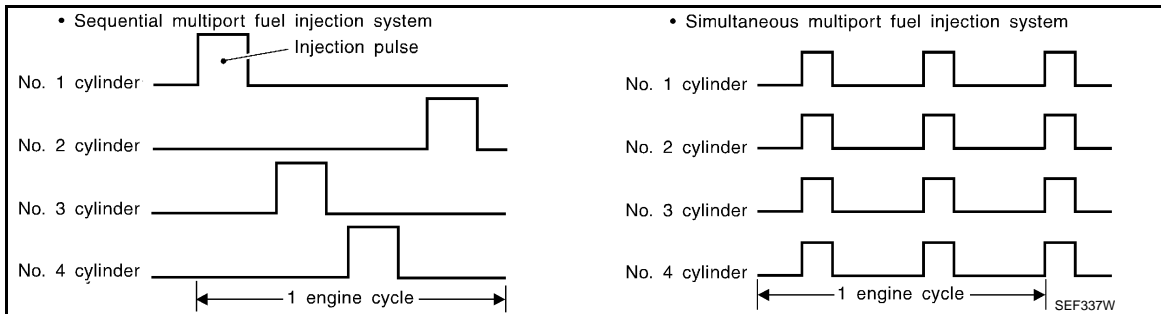 • Sequential multiport fuel injection system
Injection pulse
No. 1 cylinder
No. 2 cylinder
No. 3 cylinder
No. 4 cylinder
1 engine cycle
• Simultaneous multiport fuel injection system
No. 1 cylinder
No. 2 cylinder
No. 3 cylinder
No. 4 cylinder
1 engine cycle
SEF337W